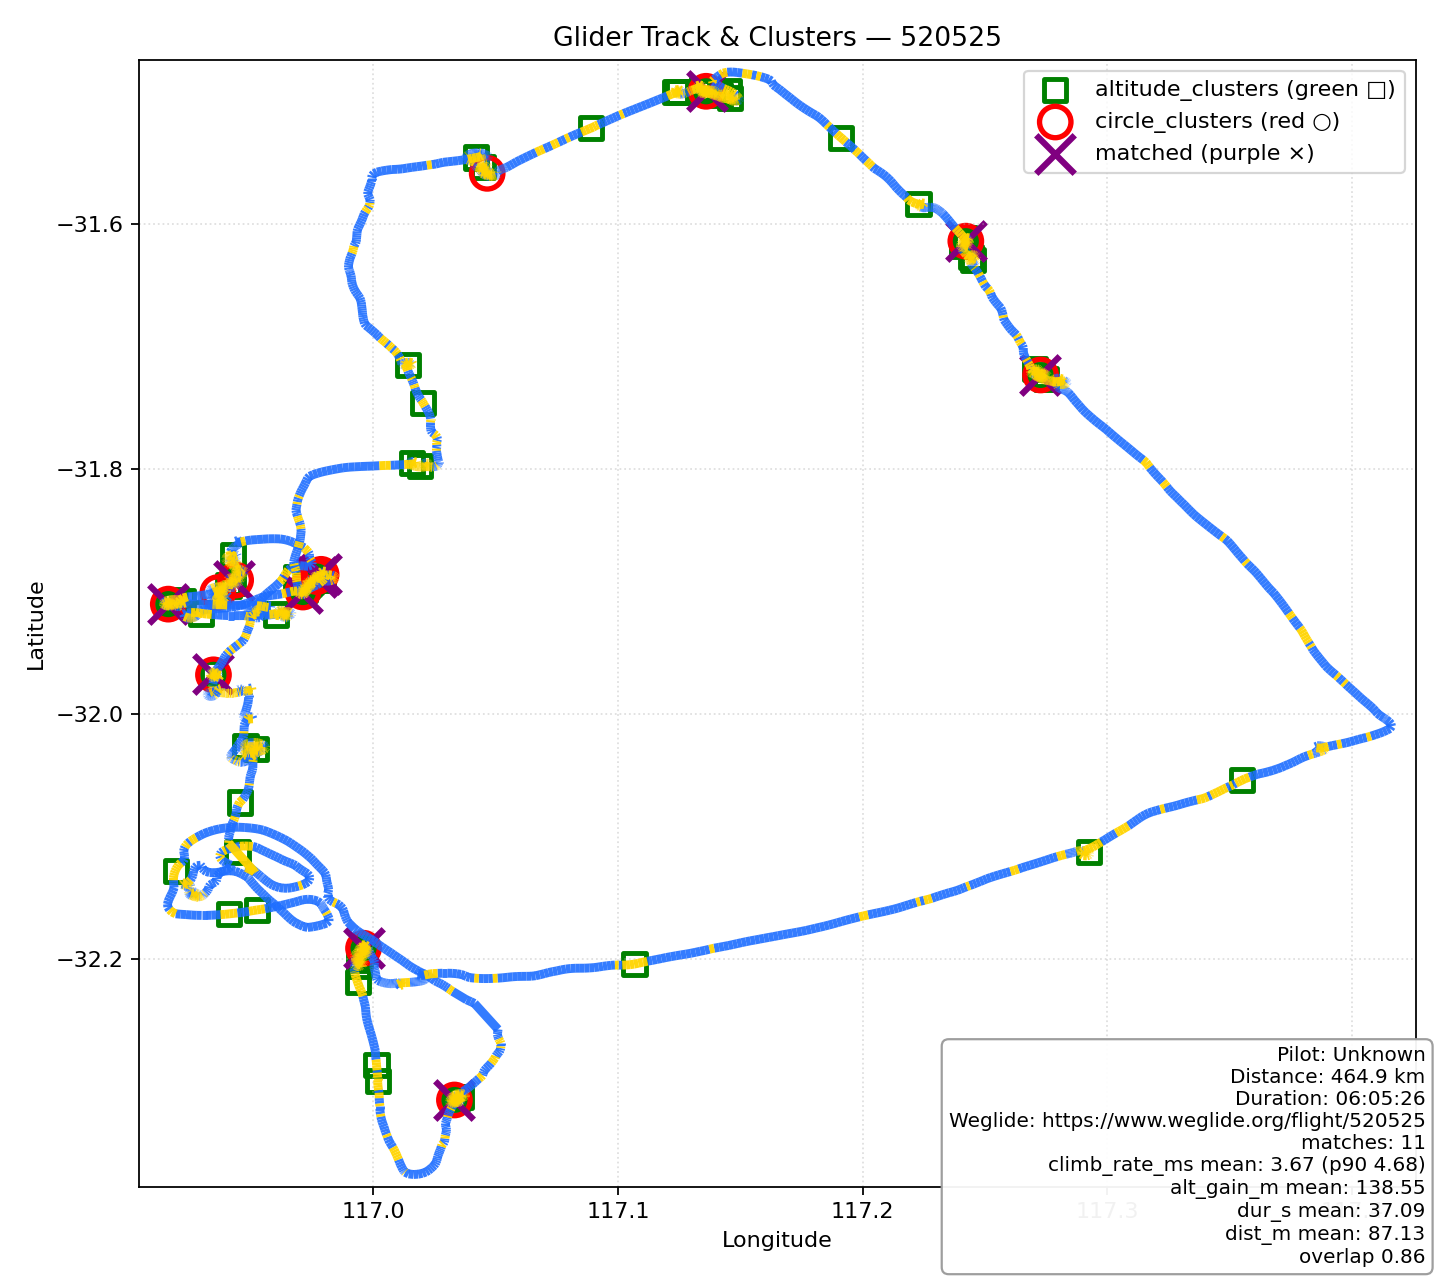 Glider Track & Clusters — 520525
altitude_clusters (green □)
circle_clusters (red ○)
matched (purple ×)
Latitude
−31.6
−31.8
−32.0
−32.2
117.0
117.1
117.2
117.3
Longitude
Pilot: Unknown
Distance: 464.9 km
Duration: 06:05:26
Weglide: https://www.weglide.org/flight/520525
matches: 11
climb_rate_ms mean: 3.67 (p90 4.68)
alt_gain_m mean: 138.55
dur_s mean: 37.09
dist_m mean: 87.13
overlap 0.86